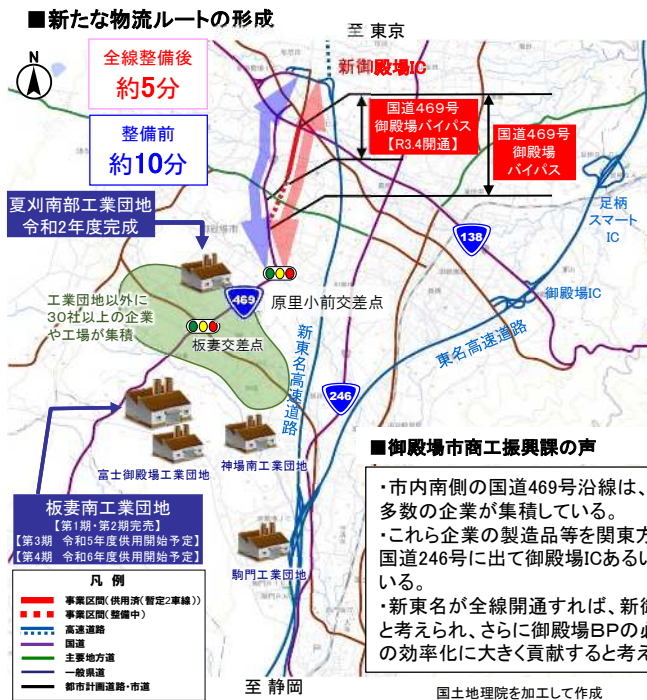 ■新たな物流ルートの形成
至 東京
N
全線整備後
約5分
整備前
約10分
新御殿場IC
国道469号
御殿場バイパス
【R3.4開通】
国道469号
御殿場
バイパス
足柄
スマート
IC
138
夏刈南部工業団地
令和2年度完成
工業団地以外に
30社以上の企業
や工場が集積
469
原里小前交差点
板妻交差点
御殿場IC
東名高速道路
新東名高速道路
246
富士御殿場工業団地
神場南工業団地
駒門工業団地
板妻南工業団地
【第1期・第2期完売】
【第3期 令和5年度供用開始予定】
【第4期 令和6年度供用開始予定】
凡 例
事業区間(供用済(暫定2車線))
事業区間(整備中)
高速道路
国道
主要地方道
一般県道
都市計画道路・市道
至 静岡
■御殿場市商工振興課の声
・市内南側の国道469号沿線は、
多数の企業が集積している。
・これら企業の製造品等を関東方
国道246号に出て御殿場ICあるい
いる。
・新東名が全線開通すれば、新御
と考えられ、さらに御殿場BPの必
の効率化に大きく貢献すると考え
国土地理院を加工して作成